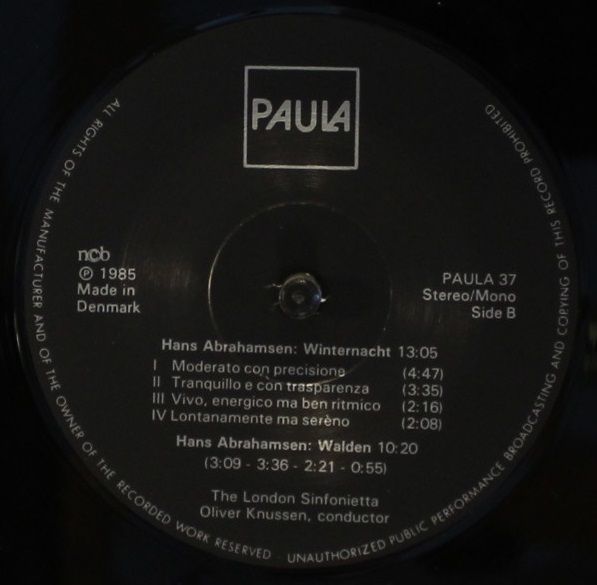 PAULA
ALL RIGHTS OF THE MANUFACTURER AND OF THE OWNER OF THE RECORDED WORK RESERVED · UNAUTHORIZED PUBLIC PERFORMANCE BROADCASTING AND COPYING OF THIS RECORD PROHIBITED
ncb
℗ 1985
Made in
Denmark
PAULA 37
Stereo/Mono
Side B
Hans Abrahamsen: Winternacht 13:05
I Moderato con precisione (4:47)
II Tranquillo e con trasparenza (3:35)
III Vivo, energico ma ben ritmico (2:16)
IV Lontanamente ma serèno (2:08)
Hans Abrahamsen: Walden 10:20
(3:09 - 3:36 - 2:21 - 0:55)
The London Sinfonietta
Oliver Knussen, conductor